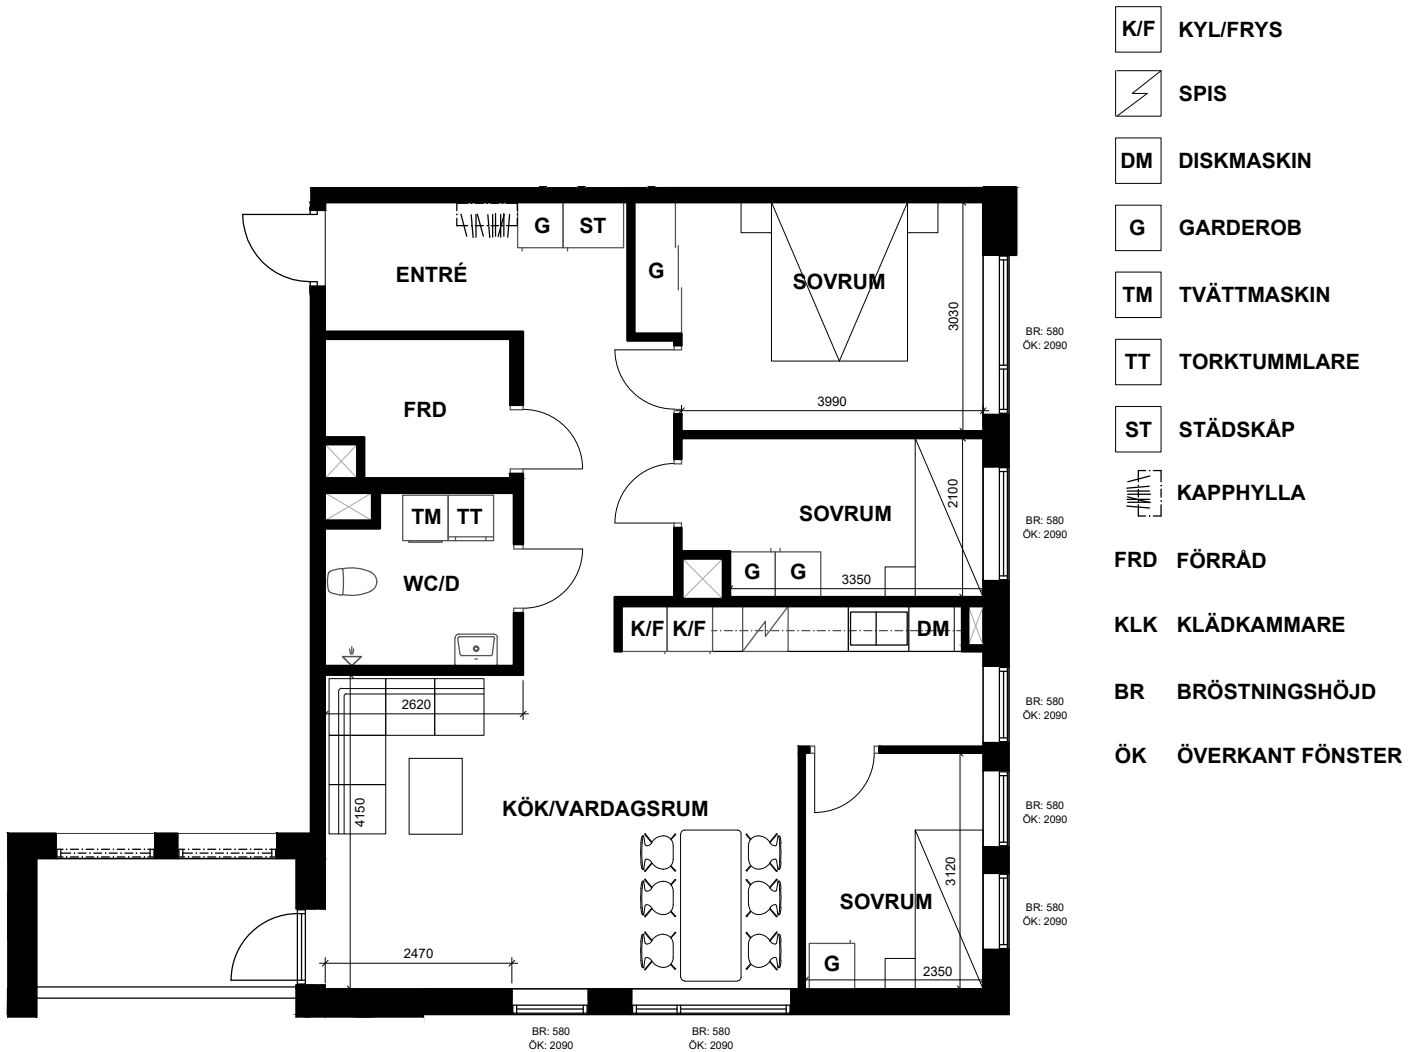 K/F KYL/FRYS
SPIS
DM DISKMASKIN
G GARDEROB
TM TVÄTTMASKIN
TT TORKTUMMLARE
ST STÄDSKÅP
KAPPHYLLA
FRD FÖRRÅD
KLK KLÄDKAMMARE
BR BRÖSTNINGSHÖJD
ÖK ÖVERKANT FÖNSTER
G ST
ENTRÉ
G
SOVRUM
3030
3990
BR: 580
ÖK: 2090
FRD
SOVRUM
2100
G G
3350
BR: 580
ÖK: 2090
TM TT
WC/D
K/F K/F DM
2620
4150
BR: 580
ÖK: 2090
KÖK/VARDAGSRUM
BR: 580
ÖK: 2090
3120
SOVRUM
G
2350
BR: 580
ÖK: 2090
2470
BR: 580
ÖK: 2090
BR: 580
ÖK: 2090